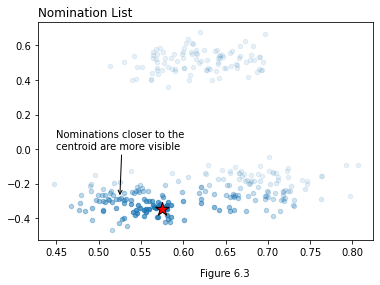 Nomination List
0.6
0.4
0.2
0.0
−0.2
−0.4
Nominations closer to the
centroid are more visible
0.45 0.50 0.55 0.60 0.65 0.70 0.75 0.80
Figure 6.3